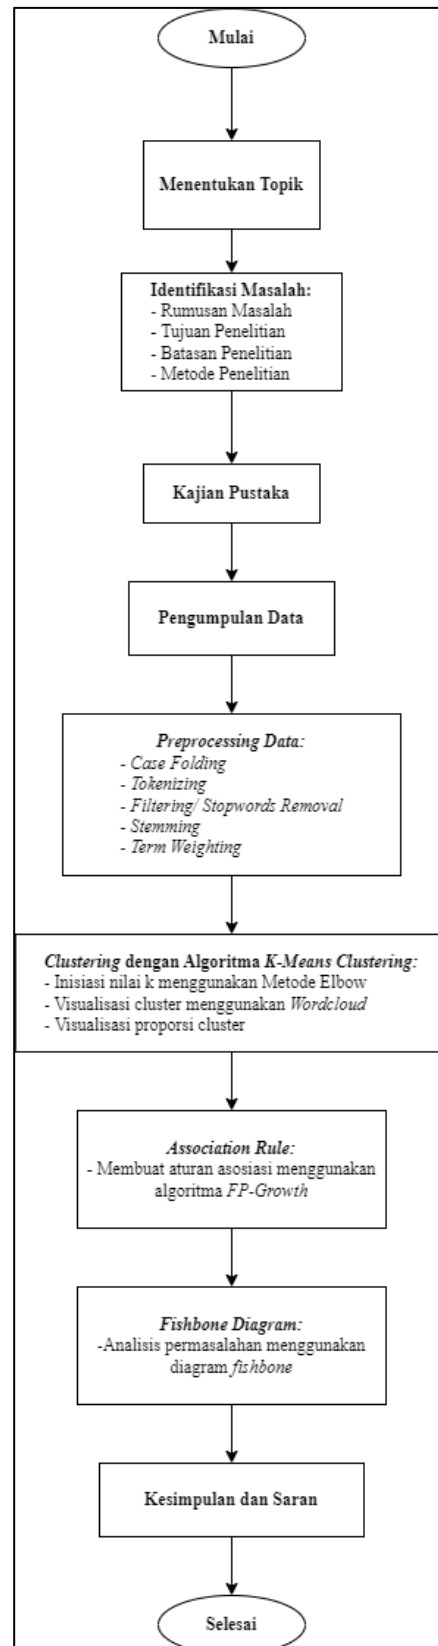 Mulai
Menentukan Topik
Identifikasi Masalah:
- Rumusan Masalah
- Tujuan Penelitian
- Batasan Penelitian
- Metode Penelitian
Kajian Pustaka
Pengumpulan Data
Preprocessing Data:
- Case Folding
- Tokenizing
- Filtering/ Stopwords Removal
- Stemming
- Term Weighting
Clustering dengan Algoritma K-Means Clustering:
- Inisiasi nilai k menggunakan Metode Elbow
- Visualisasi cluster menggunakan Wordcloud
- Visualisasi proporsi cluster
Association Rule:
- Membuat aturan asosiasi menggunakan
algoritma FP-Growth
Fishbone Diagram:
-Analisis permasalahan menggunakan
diagram fishbone
Kesimpulan dan Saran
Selesai